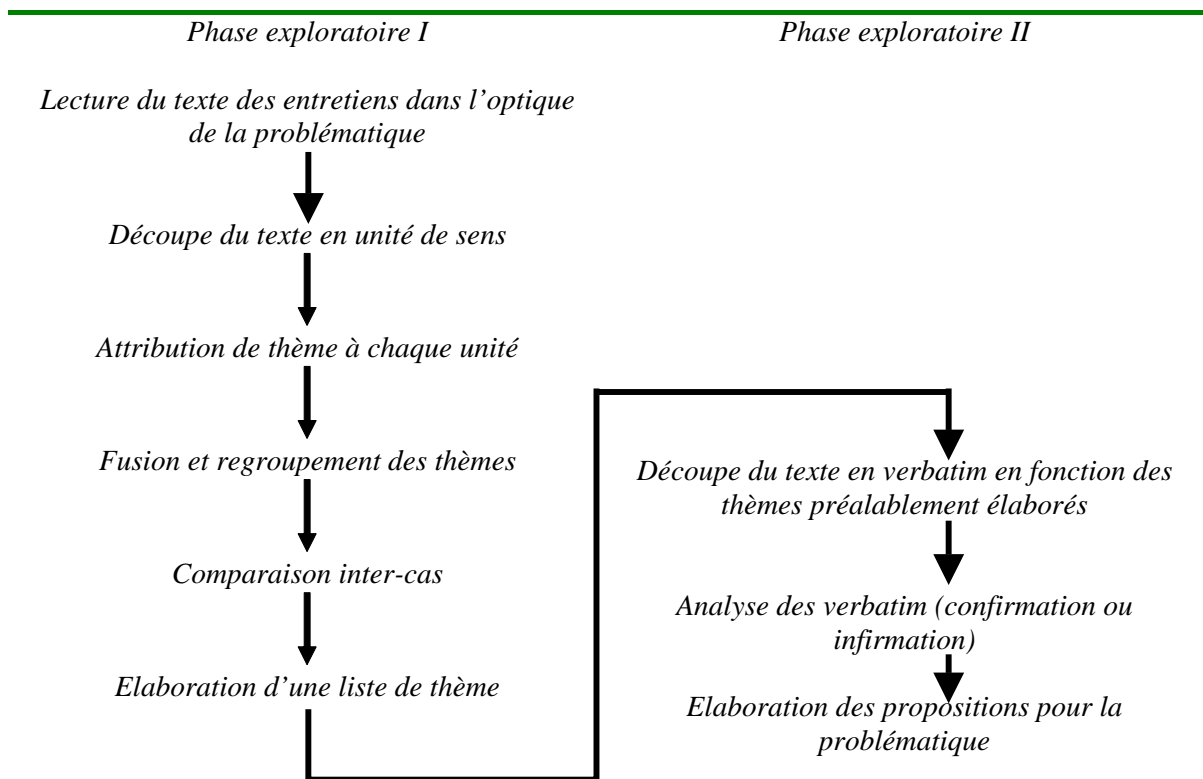 Phase exploratoire I
Lecture du texte des entretiens dans l’optique
de la problématique
Découpe du texte en unité de sens
Attribution de thème à chaque unité
Fusion et regroupement des thèmes
Comparaison inter-cas
Elaboration d’une liste de thème
Phase exploratoire II
Découpe du texte en verbatim en fonction des
thèmes préalablement élaborés
Analyse des verbatim (confirmation ou
infirmation)
Elaboration des propositions pour la
problématique